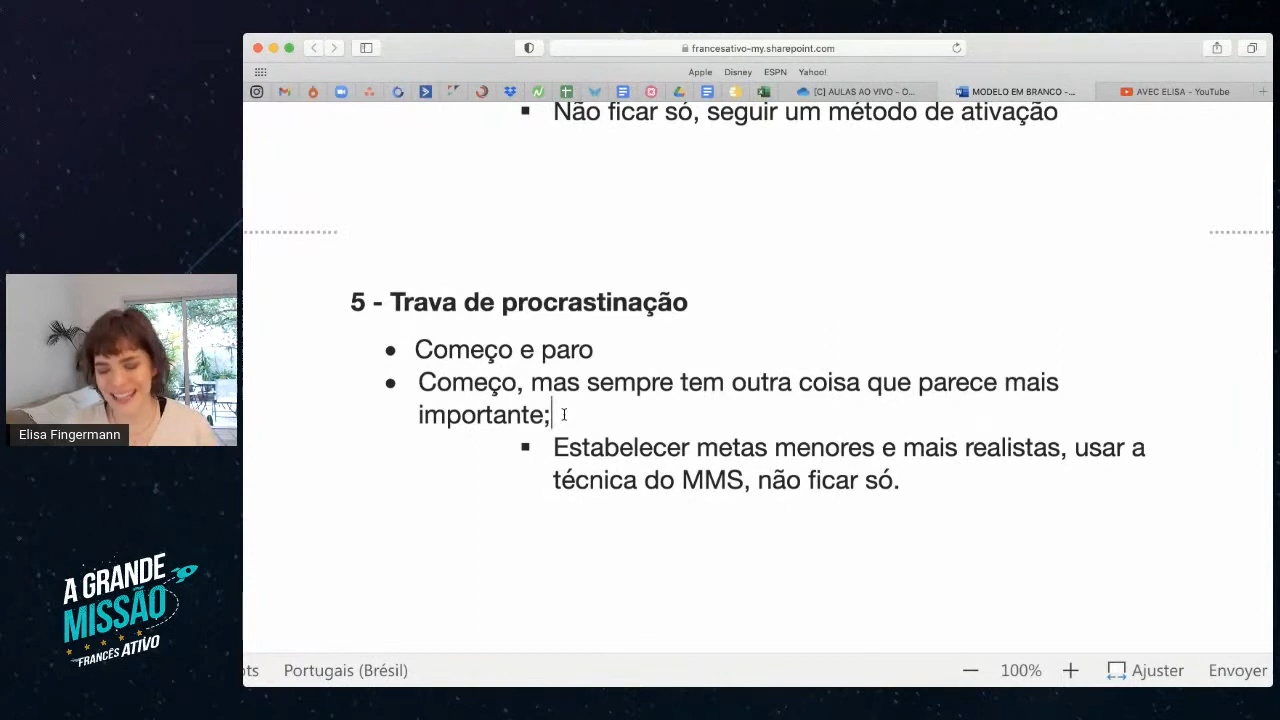 francesativo-my.sharepoint.com
Apple Disney ESPN Yahoo!
[C] AULAS AO VIVO - O...
MODELO EM BRANCO -...
AVEC ELISA - YouTube
Não ficar só, seguir um método de ativação
5 - Trava de procrastinação
Começo e paro
Começo, mas sempre tem outra coisa que parece mais
importante;
Estabelecer metas menores e mais realistas, usar a
técnica do MMS, não ficar só.
Elisa Fingermann
A GRANDE
MISSÃO
FRANCÊS ATIVO
ots Portugais (Brésil) 100% Ajuster Envoyer